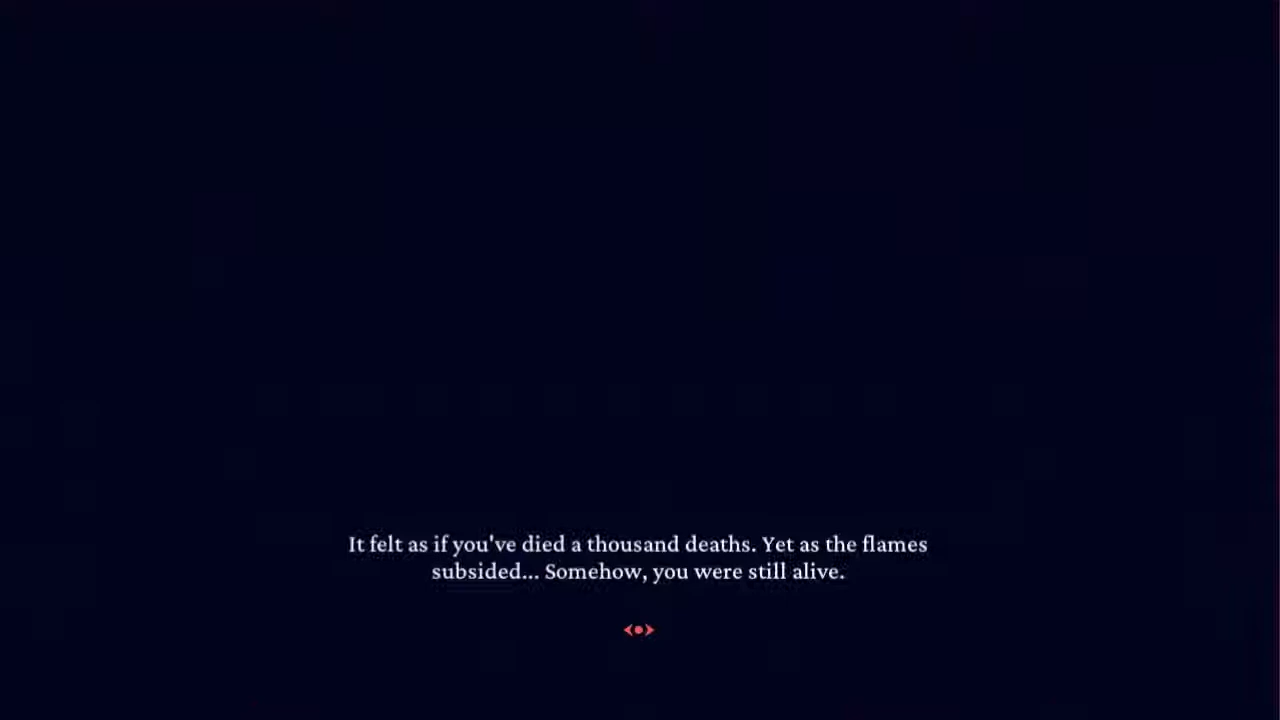 It felt as if you've died a thousand deaths. Yet as the flames
subsided... Somehow, you were still alive.